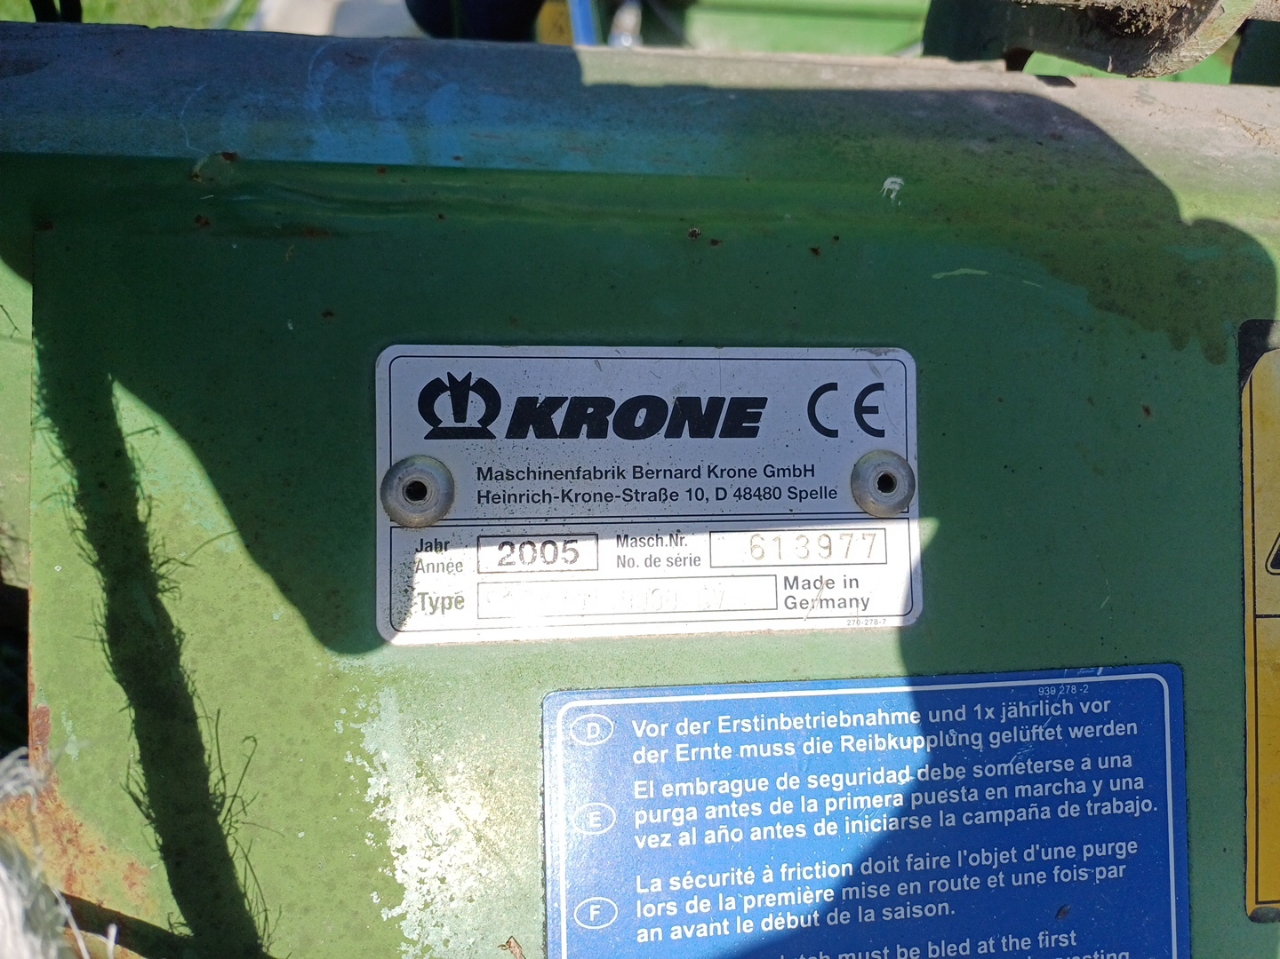 KRONE CE
Maschinenfabrik Bernard Krone GmbH
Heinrich-Krone-Straße 10, D 48480 Spelle
Jahr
Année
2005
Masch.Nr.
No. de série
613977
Type
Made in
Germany
276-278-7
939 278 -2
D
Vor der Erstinbetriebnahme und 1x jährlich vor
der Ernte muss die Reibkupplung gelüftet werden
E
El embrague de seguridad debe someterse a una
purga antes de la primera puesta en marcha y una
vez al año antes de iniciarse la campaña de trabajo.
F
La sécurité à friction doit faire l'objet d'une purge
lors de la première mise en route et une fois par
an avant le début de la saison.
must be bled at the first